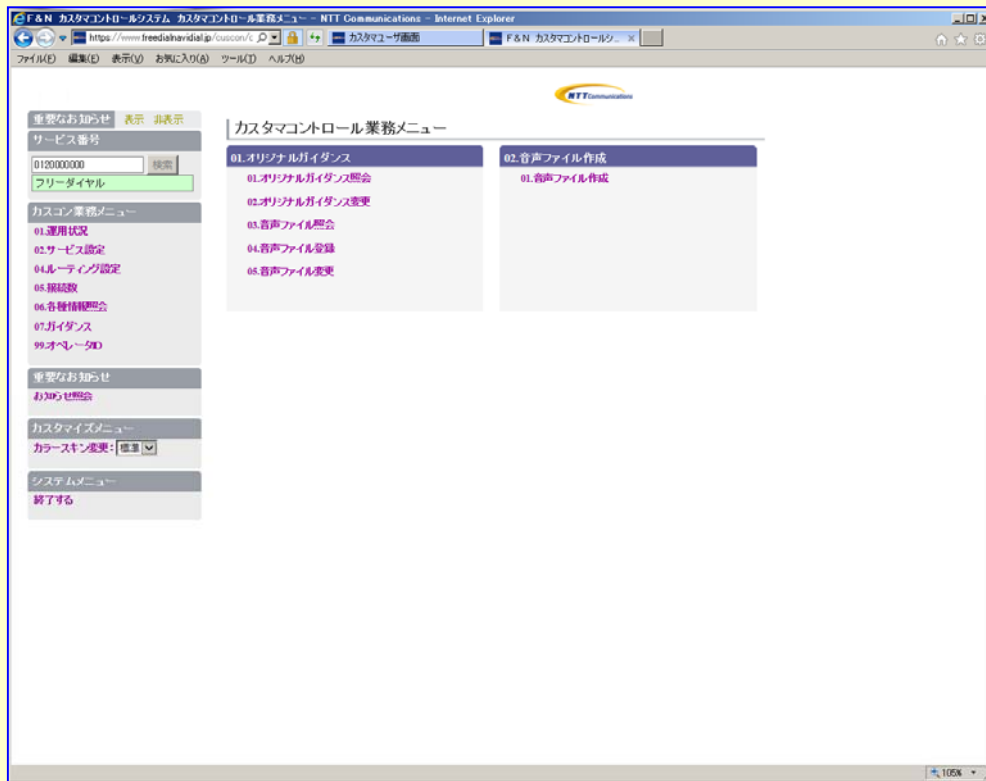 F&N カスタマコントロールシステム カスタマコントロール業務メニュー - NTT Communications - Internet Explorer
https://www.freedialnavidial.jp/cuscon/c
カスタマユーザ画面
F&N カスタマコントロールシ...
ファイル(F) 編集(E) 表示(V) お気に入り(A) ツール(T) ヘルプ(H)
NTT Communications
重要なお知らせ 表示 非表示
サービス番号
0120000000 検索
フリーダイヤル
カスコン業務メニュー
01.運用状況
02.サービス設定
04.ルーティング設定
05.接続数
06.各種情報照会
07.ガイダンス
99.オペレータID
重要なお知らせ
お知らせ照会
カスタマイズメニュー
カラースキン変更: 標準
システムメニュー
終了する
カスタマコントロール業務メニュー
01.オリジナルガイダンス
01.オリジナルガイダンス照会
02.オリジナルガイダンス変更
03.音声ファイル照会
04.音声ファイル登録
05.音声ファイル変更
02.音声ファイル作成
01.音声ファイル作成
105%